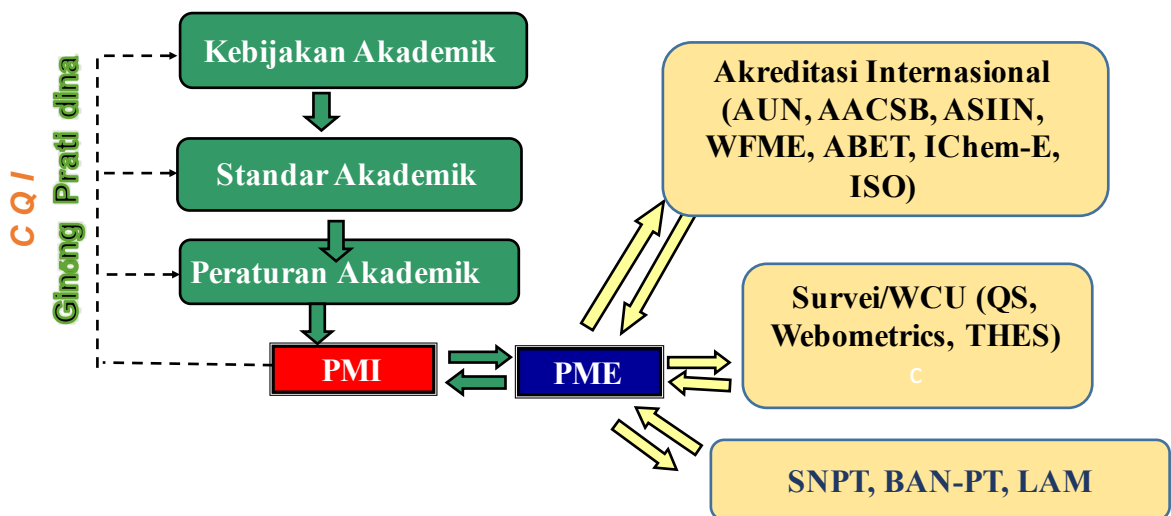 C Q I
Ginong Prati dina
Kebijakan Akademik
Standar Akademik
Peraturan Akademik
PMI
PME
Akreditasi Internasional
(AUN, AACSB, ASIIN,
WFME, ABET, IChem-E,
ISO)
Survei/WCU (QS,
Webometrics, THES)
C
SNPT, BAN-PT, LAM